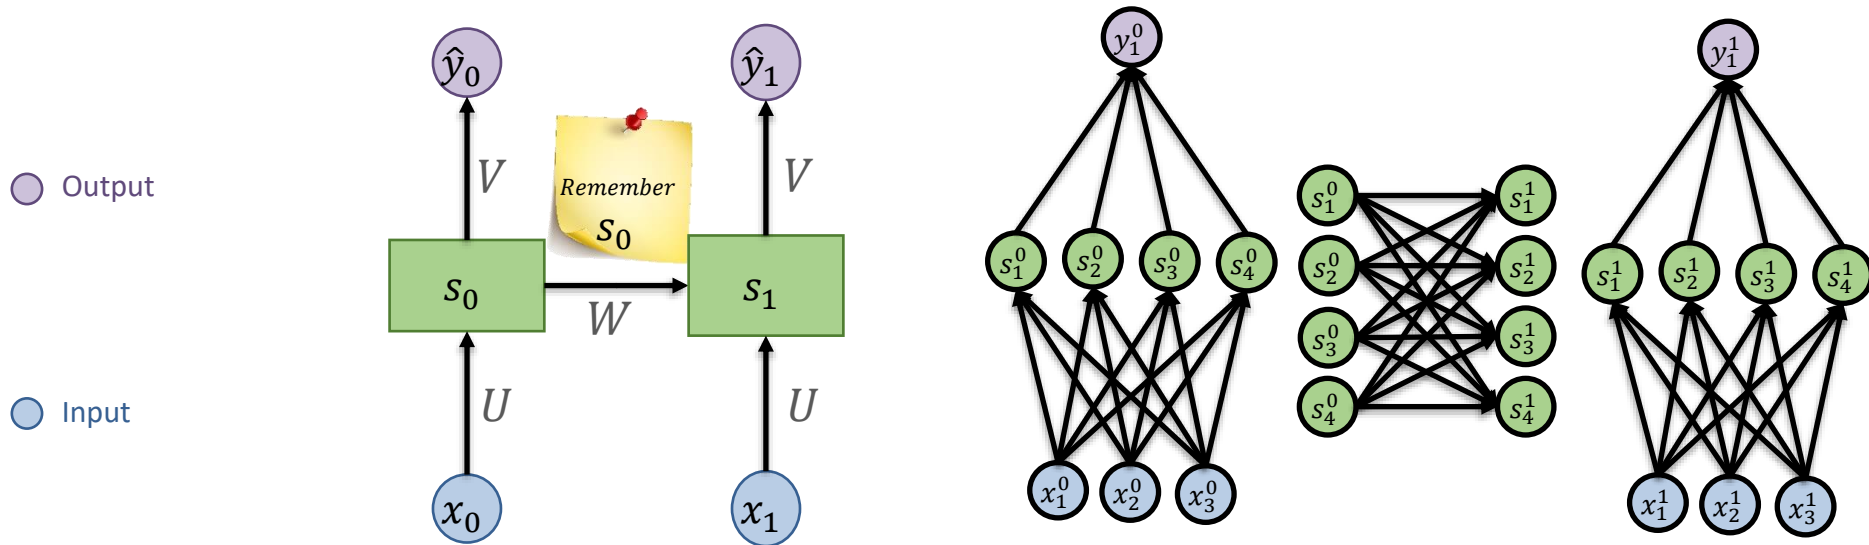 Output
Input
ŷ₀
ŷ₁
V
V
Remember
s₀
s₀
s₁
W
U
U
x₀
x₁
y₁⁰
s₁⁰ s₂⁰ s₃⁰ s₄⁰
x₁⁰ x₂⁰ x₃⁰
s₁⁰ s₁¹
s₂⁰ s₂¹
s₃⁰ s₃¹
s₄⁰ s₄¹
y₁¹
s₁¹ s₂¹ s₃¹ s₄¹
x₁¹ x₂¹ x₃¹